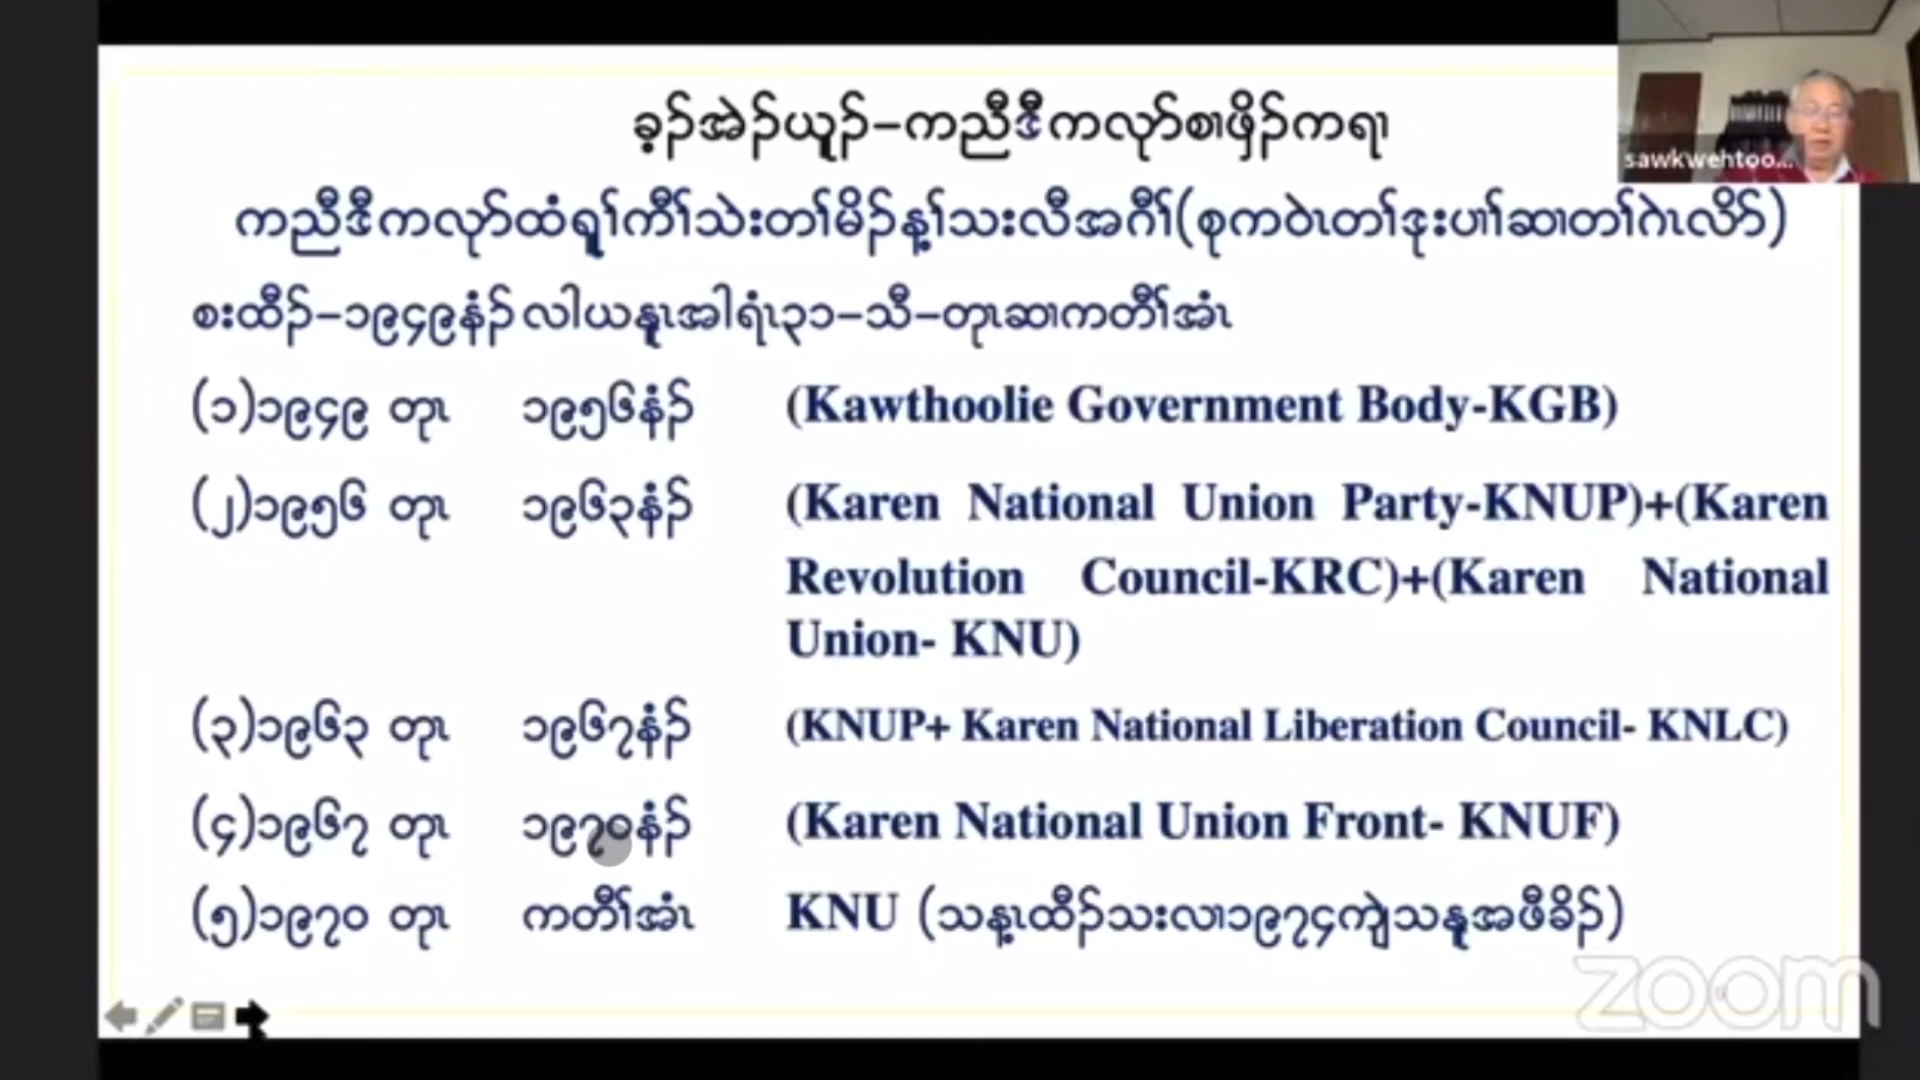 ခ့ၣ်အဲၣ်ယူၣ်–ကညီဒီကလုာ်စၢဖှိၣ်ကရၢ
sawkwehtoo...
ကညီဒီကလုာ်ထံရူၢ်ကီၢ်သဲးတၢ်မိၣ်န့ၢ်သးလီအဂီၢ်(စုကဝဲၤတၢ်ဒုးပၢၢ်ဆၢတၢ်ဂဲၤလိာ်)
စးထီၣ်–၁၉၄၉နံၣ် လါယနူၤအါရံၤ၃၁–သီ–တုၤဆၢကတီၢ်အံၤ
(၁)၁၉၄၉ တုၤ ၁၉၅၆နံၣ် (Kawthoolie Government Body-KGB)
(၂)၁၉၅၆ တုၤ ၁၉၆၃နံၣ် (Karen National Union Party-KNUP)+(Karen
Revolution Council-KRC)+(Karen National
Union- KNU)
(၃)၁၉၆၃ တုၤ ၁၉၆၇နံၣ် (KNUP+ Karen National Liberation Council- KNLC)
(၄)၁၉၆၇ တုၤ ၁၉၇၀နံၣ် (Karen National Union Front- KNUF)
(၅)၁၉၇၀ တုၤ ကတီၢ်အံၤ KNU (သန့ၤထီၣ်သးလၢ၁၉၇၄ကျဲသနူအဖီခိၣ်)
zoom